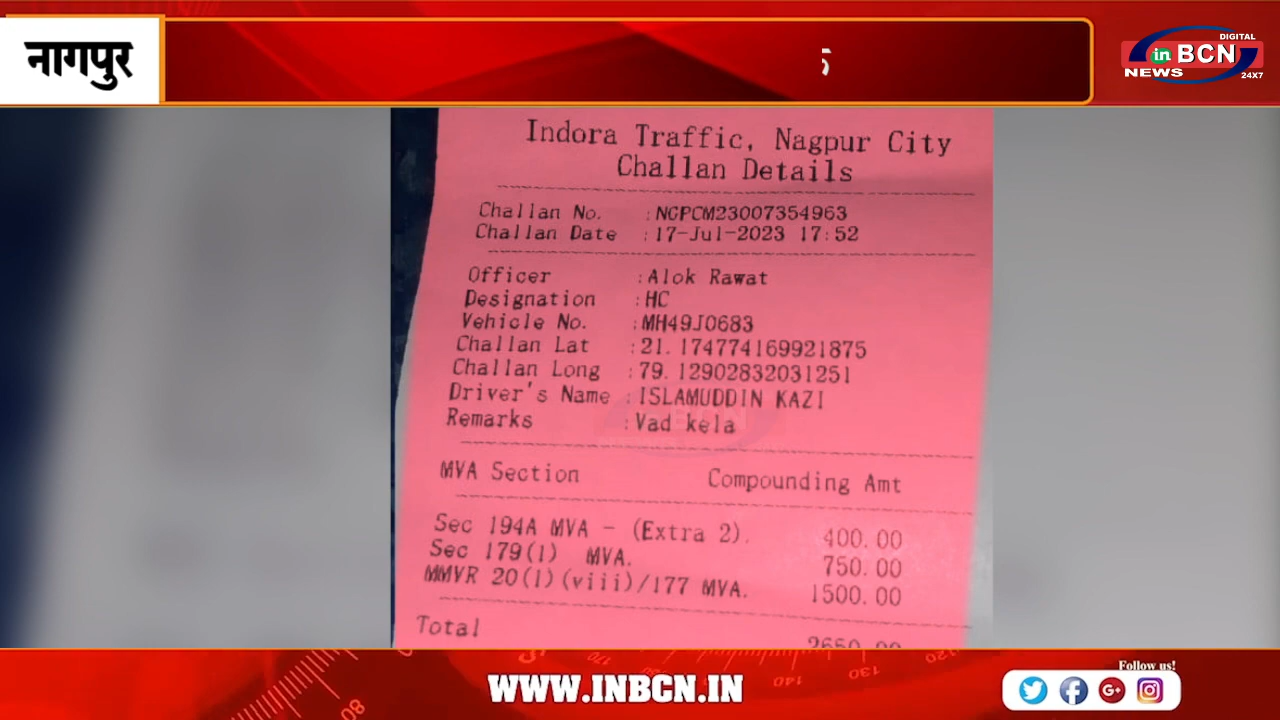 नागपुर
DIGITAL
in BCN
NEWS
24X7
Indora Traffic, Nagpur City
Challan Details
Challan No. :NGPCM23007354963
Challan Date :17-Jul-2023 17:52
Officer :Alok Rawat
Designation :HC
Vehicle No. :MH49J0683
Challan Lat :21.174774169921875
Challan Long :79.12902832031251
Driver's Name :ISLAMUDDIN KAZI
Remarks :Vad kela
MVA Section Compounding Amt
Sec 194A MVA - (Extra 2). 400.00
Sec 179(1) MVA. 750.00
MMVR 20(1)(viii)/177 MVA. 1500.00
Total 2650.00
Follow us!
WWW.INBCN.IN